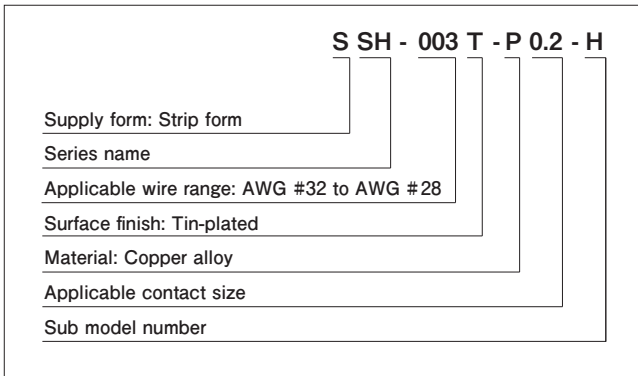 S SH - 003 T - P 0.2 - H
Supply form: Strip form
Series name
Applicable wire range: AWG #32 to AWG #28
Surface finish: Tin-plated
Material: Copper alloy
Applicable contact size
Sub model number